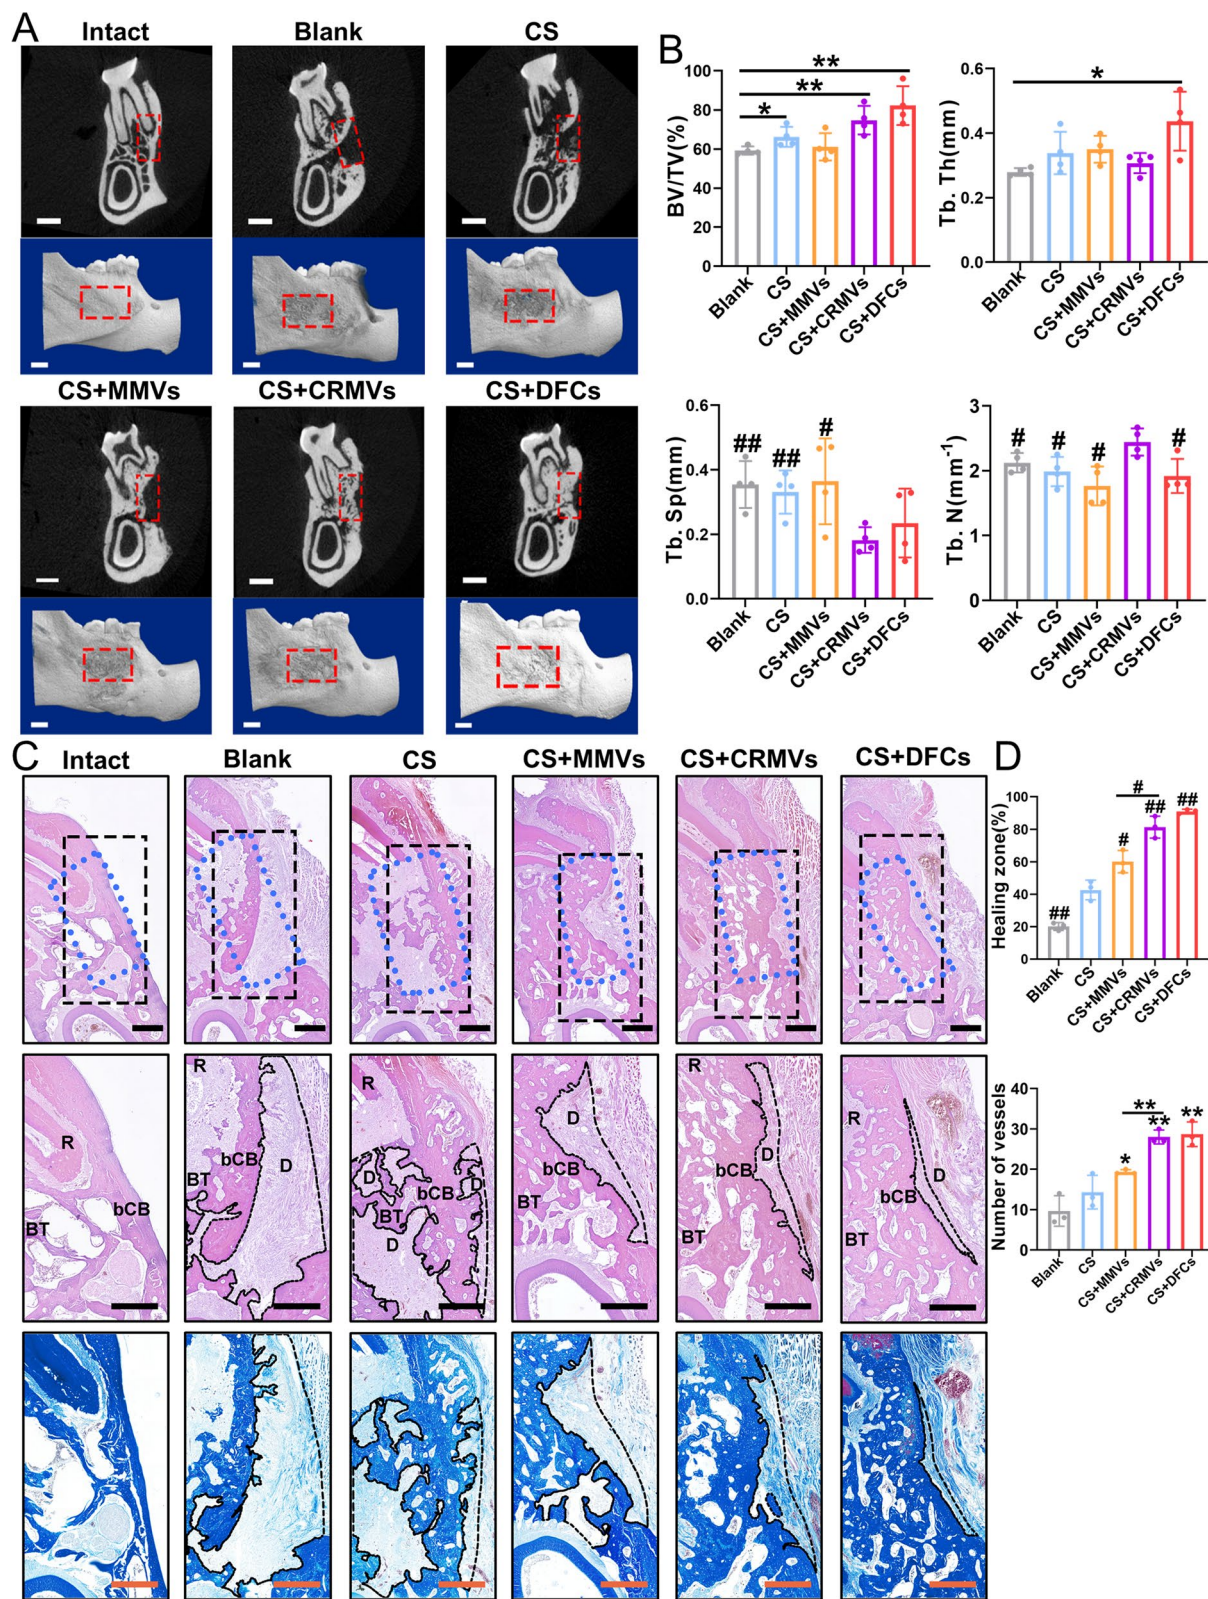 A
Intact
Blank
CS
CS+MMVs
CS+CRMVs
CS+DFCs
B
**
**
*
BV/TV(%)
100
80
60
40
20
0
Blank
CS
CS+MMVs
CS+CRMVs
CS+DFCs
*
Tb. Th(mm)
0.6
0.4
0.2
0.0
Blank
CS
CS+MMVs
CS+CRMVs
CS+DFCs
Tb. Sp(mm)
0.6
0.4
0.2
0.0
##
##
#
Blank
CS
CS+MMVs
CS+CRMVs
CS+DFCs
Tb. N(mm-1)
3
2
1
0
#
#
#
#
Blank
CS
CS+MMVs
CS+CRMVs
CS+DFCs
C
Intact
Blank
CS
CS+MMVs
CS+CRMVs
CS+DFCs
R
bCB
BT
R
BT
bCB
D
R
D
D
bCB
BT
D
D
bCB
BT
R
D
bCB
BT
R
D
bCB
BT
D
Healing zone(%)
100
80
60
40
20
0
##
#
#
##
##
Blank
CS
CS+MMVs
CS+CRMVs
CS+DFCs
Number of vessels
40
30
20
10
0
*
**
**
**
Blank
CS
CS+MMVs
CS+CRMVs
CS+DFCs